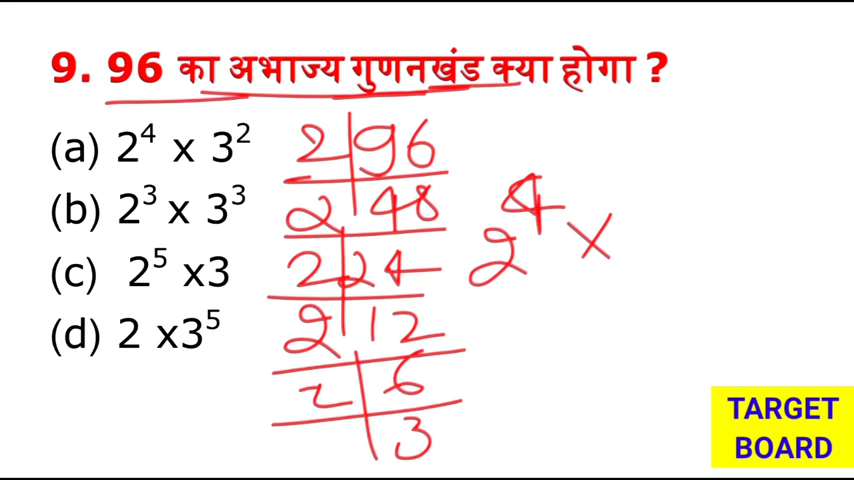 9. 96 का अभाज्य गुणनखंड क्या होगा ?
(a) 2⁴ x 3²
(b) 2³ x 3³
(c) 2⁵ x3
(d) 2 x3⁵
2 96
2 48
2 24
2 12
2 6
3
2⁴ ×
TARGET
BOARD